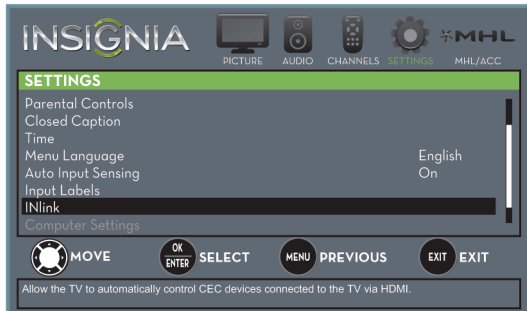 INSIGNIA
PICTURE AUDIO CHANNELS SETTINGS MHL/ACC
MHL
SETTINGS
Parental Controls
Closed Caption
Time
Menu Language English
Auto Input Sensing On
Input Labels
INlink
Computer Settings
MOVE OK ENTER SELECT MENU PREVIOUS EXIT EXIT
Allow the TV to automatically control CEC devices connected to the TV via HDMI.